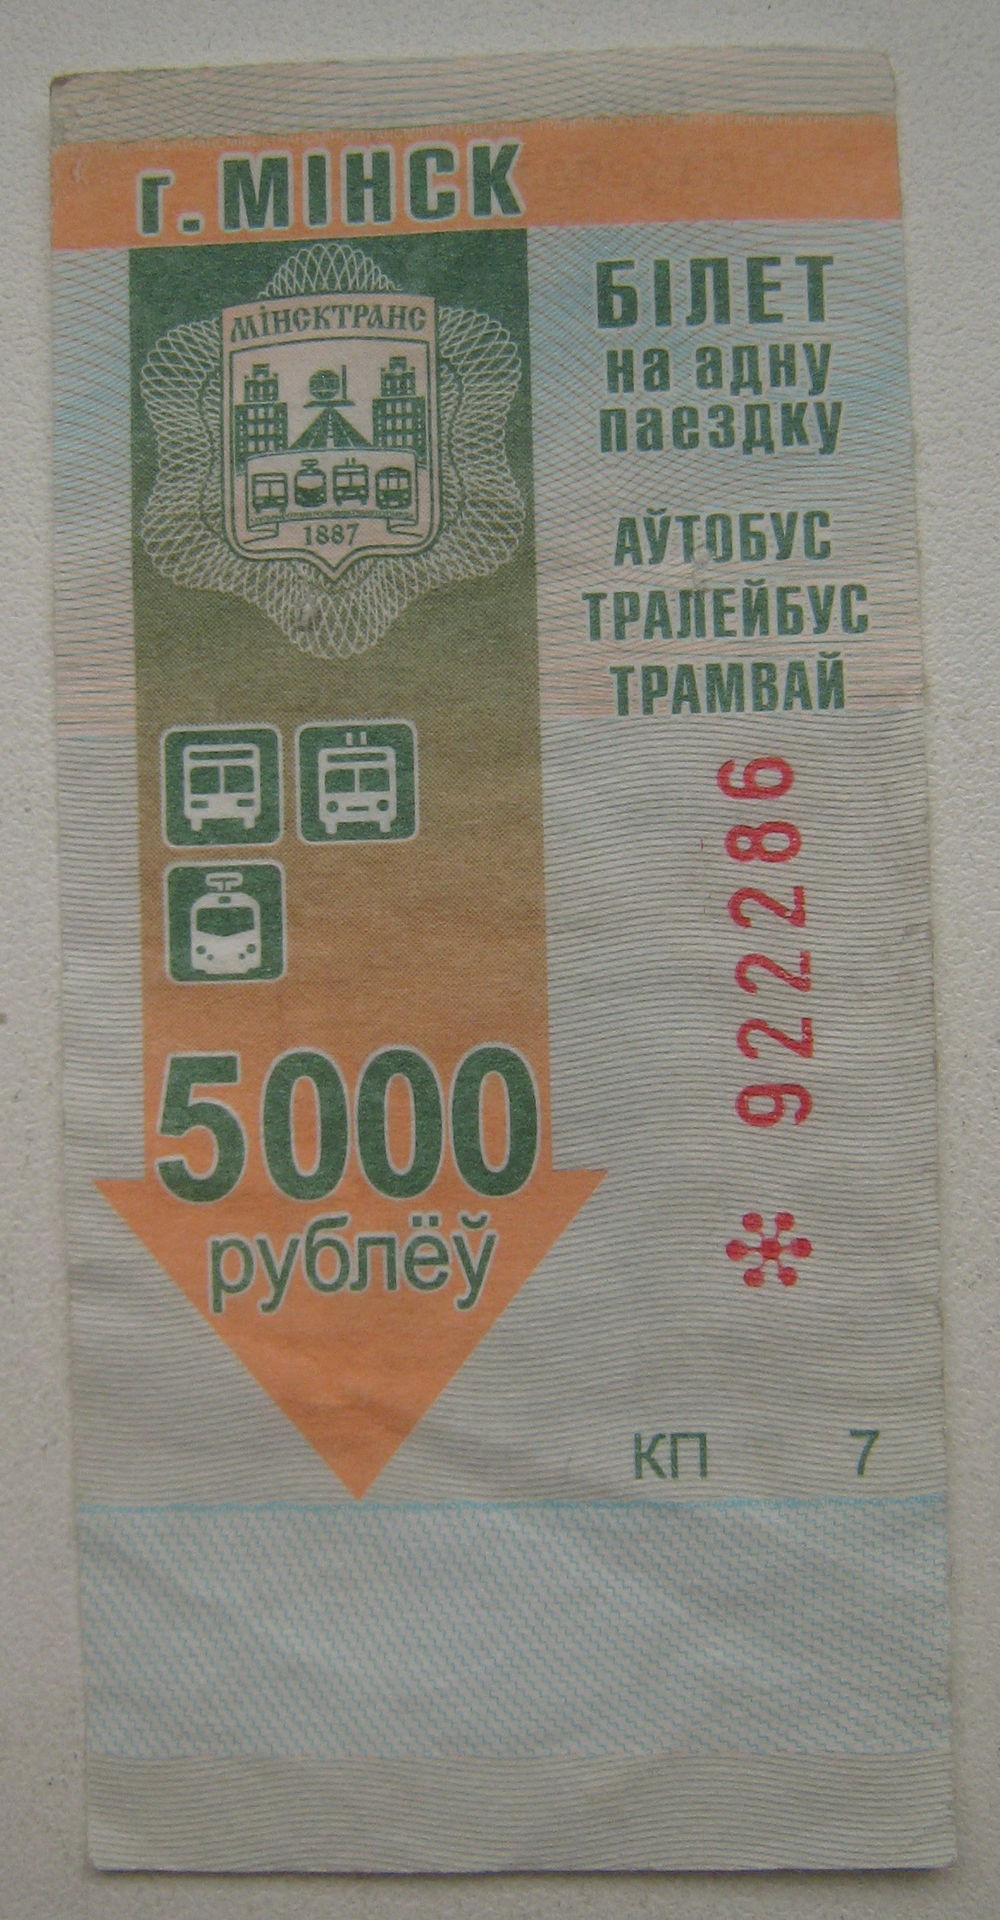 г. МІНСК
МІНСКТРАНС
1887
БІЛЕТ
на адну
паездку
АЎТОБУС
ТРАЛЕЙБУС
ТРАМВАЙ
922286
5000
рублёў
КП 7